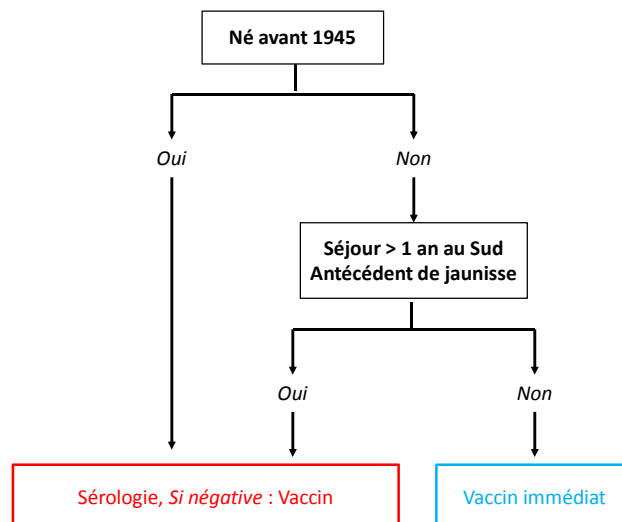 Né avant 1945
Oui
Non
Séjour > 1 an au Sud
Antécédent de jaunisse
Oui
Non
Sérologie, Si négative : Vaccin
Vaccin immédiat